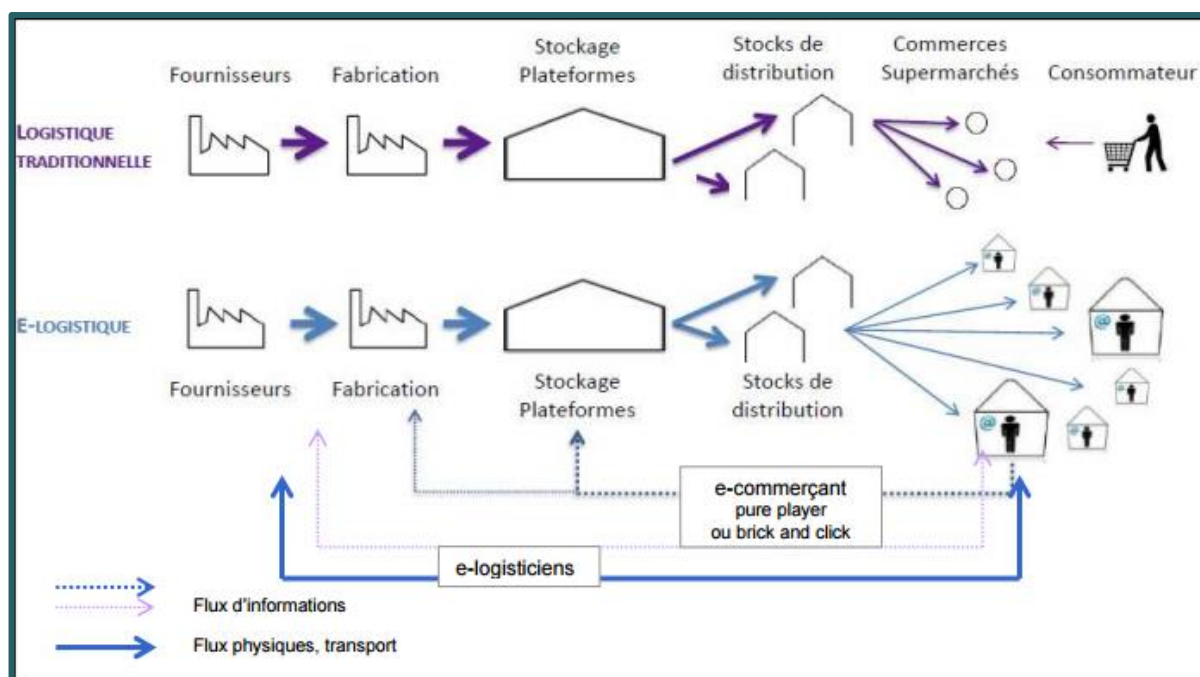 Fournisseurs
Fabrication
Stockage
Plateformes
Stocks de
distribution
Commerces
Supermarchés
Consommateur
LOGISTIQUE
TRADITIONNELLE
E-LOGISTIQUE
@
@
@
@
@
@
Fournisseurs
Fabrication
Stockage
Plateformes
Stocks de
distribution
e-commerçant
pure player
ou brick and click
e-logisticiens
Flux d'informations
Flux physiques, transport